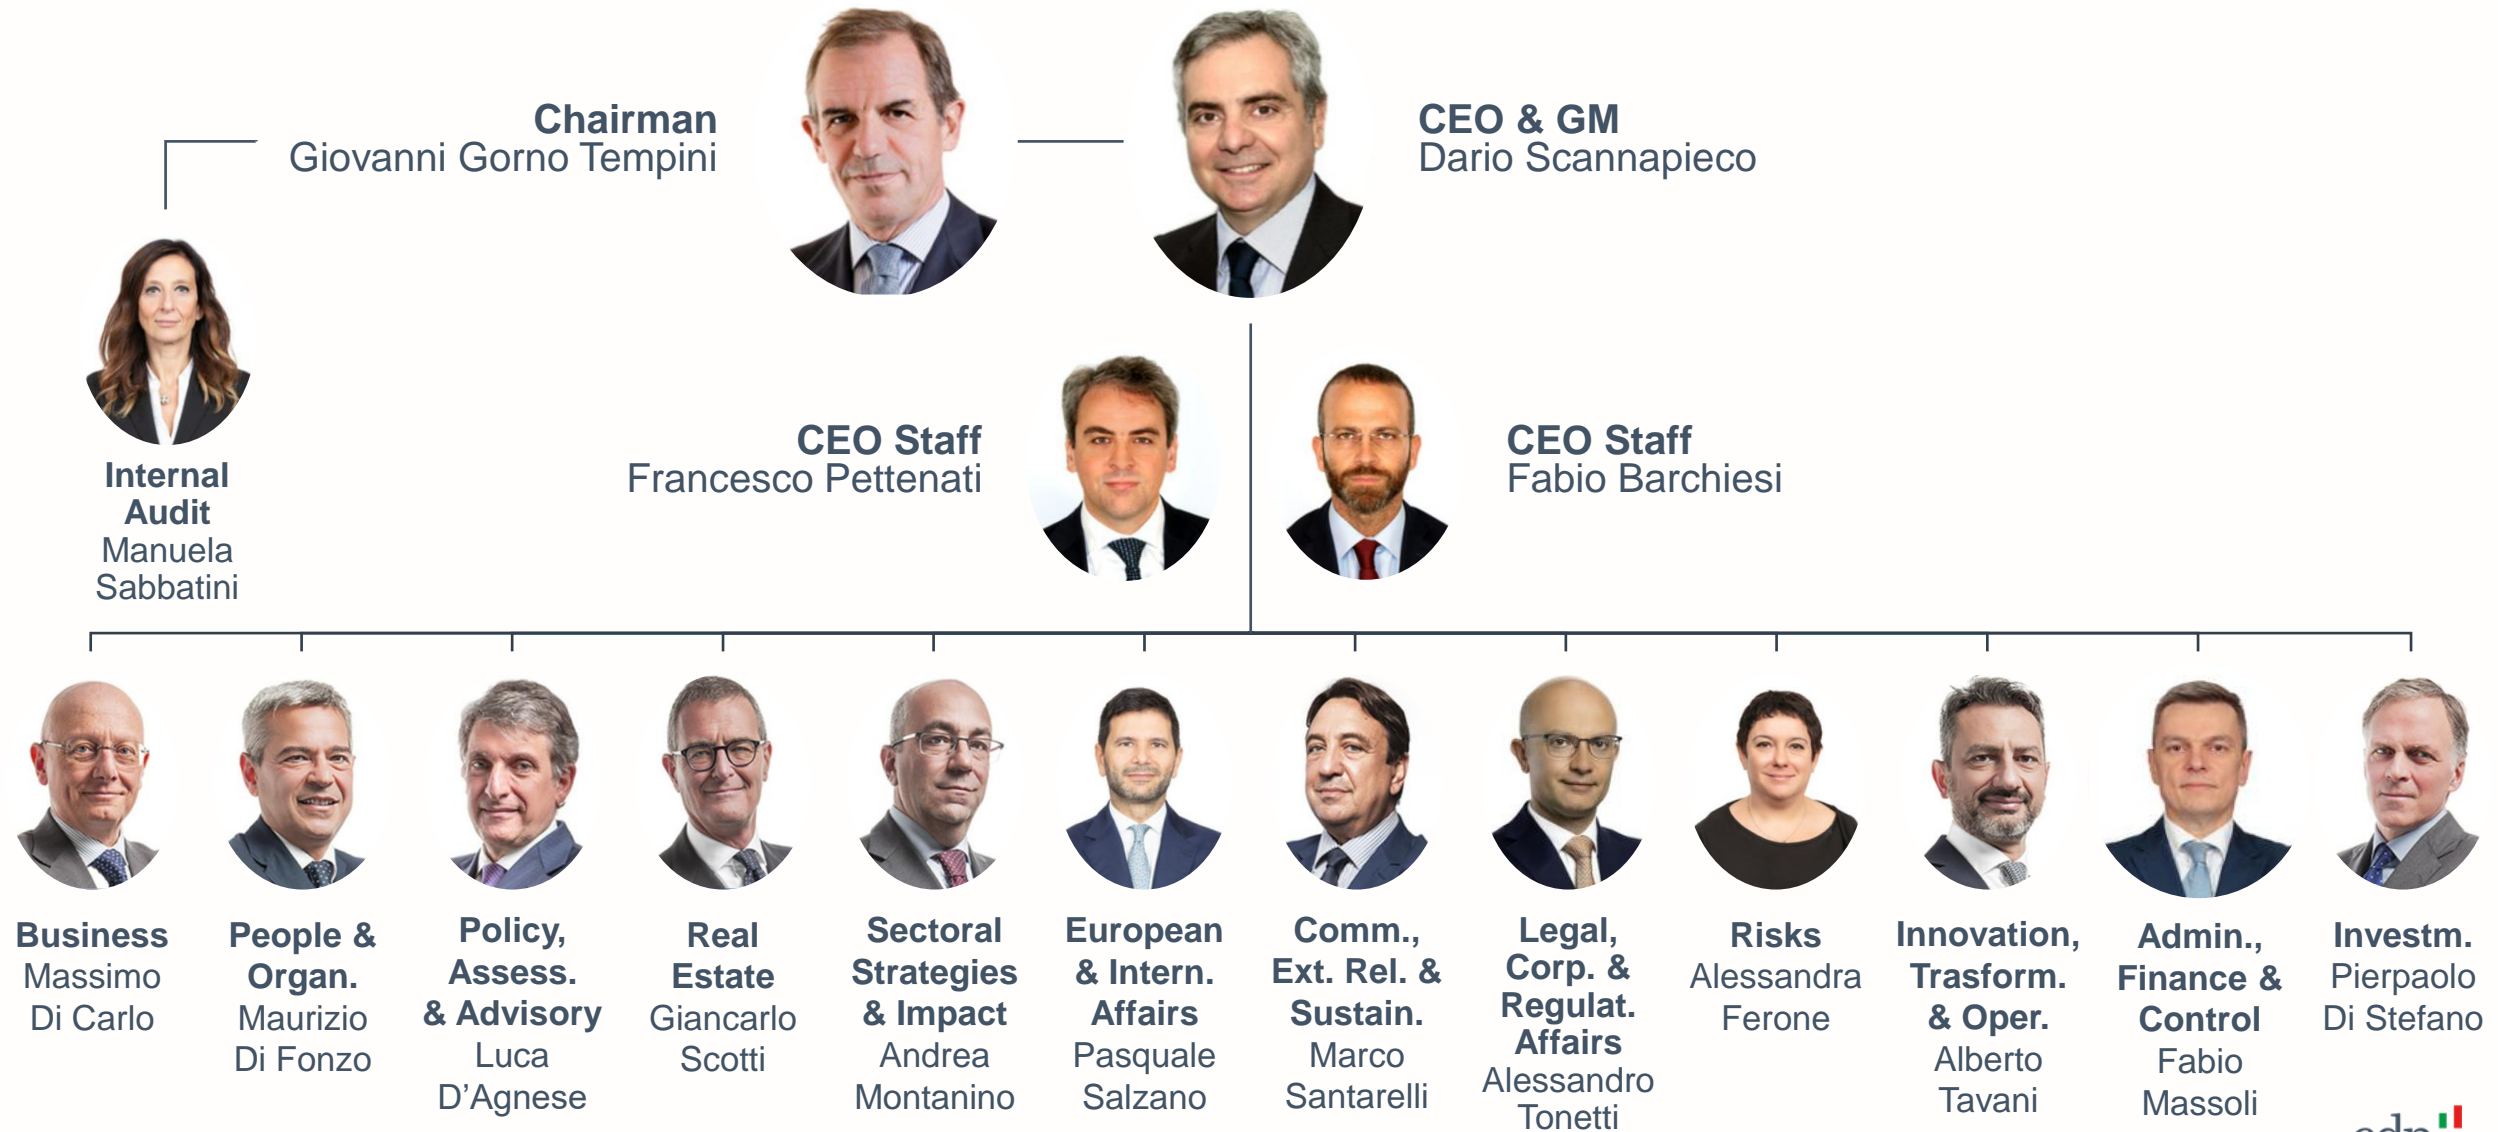 Chairman
Giovanni Gorno Tempini
CEO & GM
Dario Scannapieco
Internal
Audit
Manuela
Sabbatini
CEO Staff
Francesco Pettenati
CEO Staff
Fabio Barchiesi
Business
Massimo
Di Carlo
People &
Organ.
Maurizio
Di Fonzo
Policy,
Assess.
& Advisory
Luca
D’Agnese
Real
Estate
Giancarlo
Scotti
Sectoral
Strategies
& Impact
Andrea
Montanino
European
& Intern.
Affairs
Pasquale
Salzano
Comm.,
Ext. Rel. &
Sustain.
Marco
Santarelli
Legal,
Corp. &
Regulat.
Affairs
Alessandro
Tonetti
Risks
Alessandra
Ferone
Innovation,
Trasform.
& Oper.
Alberto
Tavani
Admin.,
Finance &
Control
Fabio
Massoli
Investm.
Pierpaolo
Di Stefano
cdp